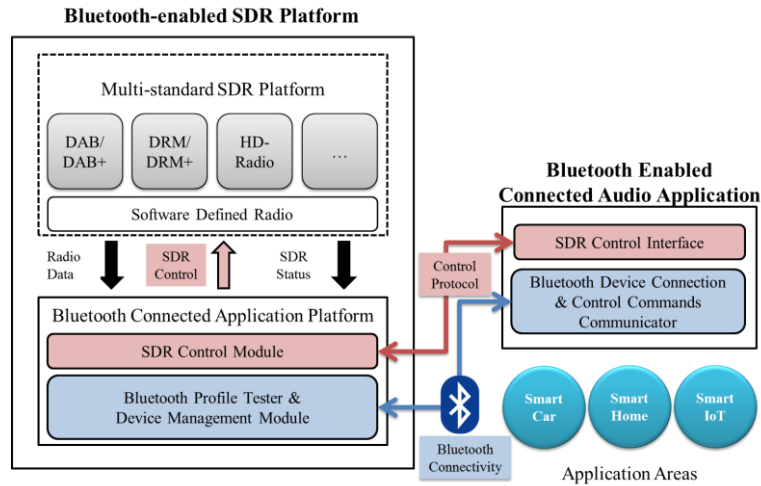 Bluetooth-enabled SDR Platform
Multi-standard SDR Platform
DAB/
DAB+
DRM/
DRM+
HD-
Radio
…
Software Defined Radio
Radio
Data
SDR
Control
SDR
Status
Bluetooth Connected Application Platform
SDR Control Module
Bluetooth Profile Tester &
Device Management Module
Control
Protocol
Bluetooth
Connectivity
Bluetooth Enabled
Connected Audio Application
SDR Control Interface
Bluetooth Device Connection
& Control Commands
Communicator
Smart
Car
Smart
Home
Smart
IoT
Application Areas